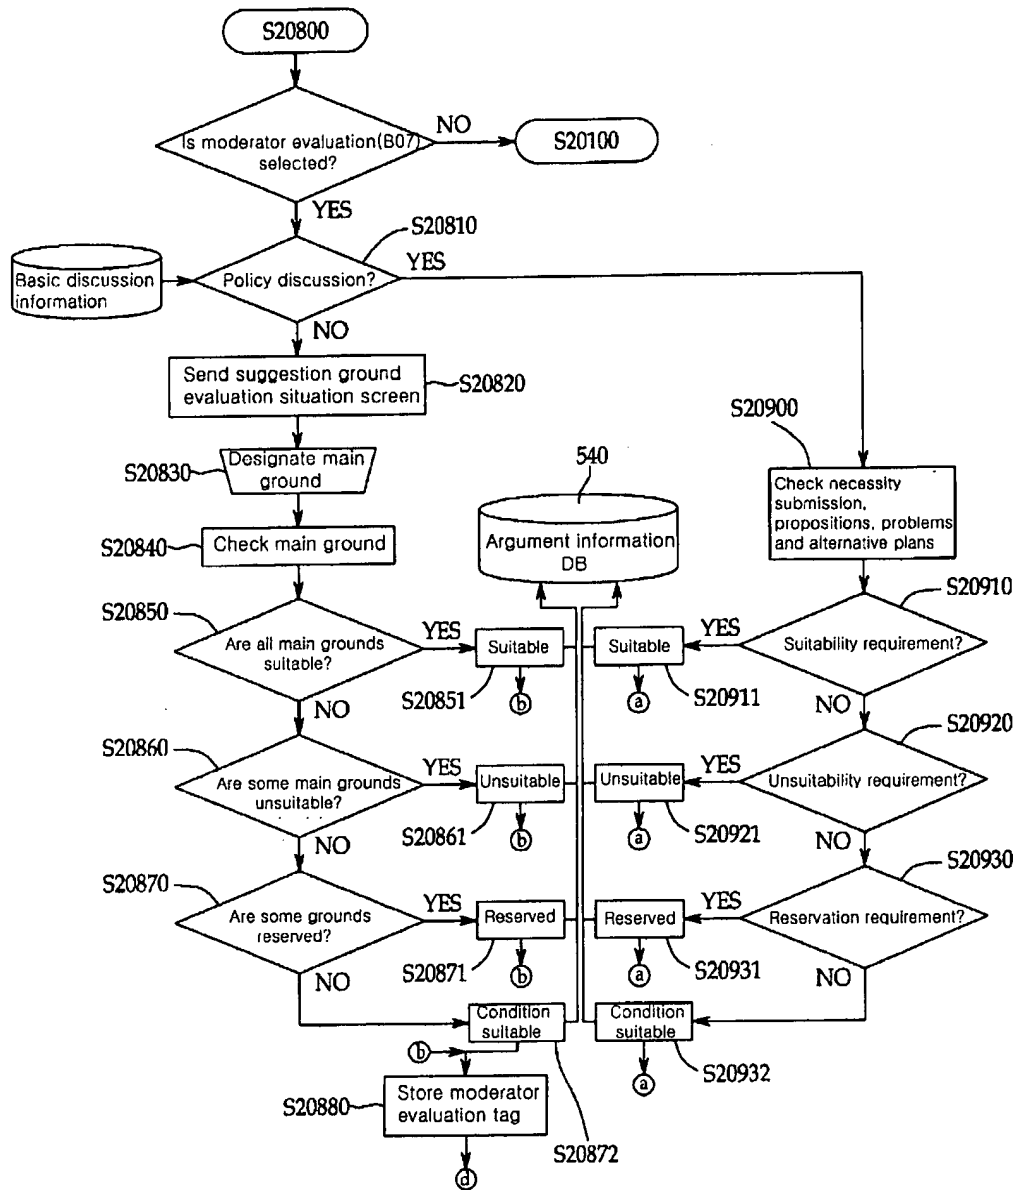 S20800
Is moderator evaluation(B07)
selected?
NO
S20100
YES
S20810
Basic discussion
information
Policy discussion?
YES
NO
Send suggestion ground
evaluation situation screen
S20820
S20900
Designate main
ground
S20830
540
Check necessity
submission,
propositions, problems
and alternative plans
S20840
Check main ground
Argument information
DB
S20850
S20910
Are all main grounds
suitable?
YES
Suitable
Suitable
YES
Suitability requirement?
S20851
b
a
S20911
NO
NO
S20860
S20920
Are some main grounds
unsuitable?
YES
Unsuitable
Unsuitable
YES
Unsuitability requirement?
S20861
b
a
S20921
NO
NO
S20870
S20930
Are some grounds
reserved?
YES
Reserved
Reserved
YES
Reservation requirement?
S20871
b
a
S20931
NO
NO
Condition
suitable
Condition
suitable
b
a
S20932
S20880
Store moderator
evaluation tag
S20872
d